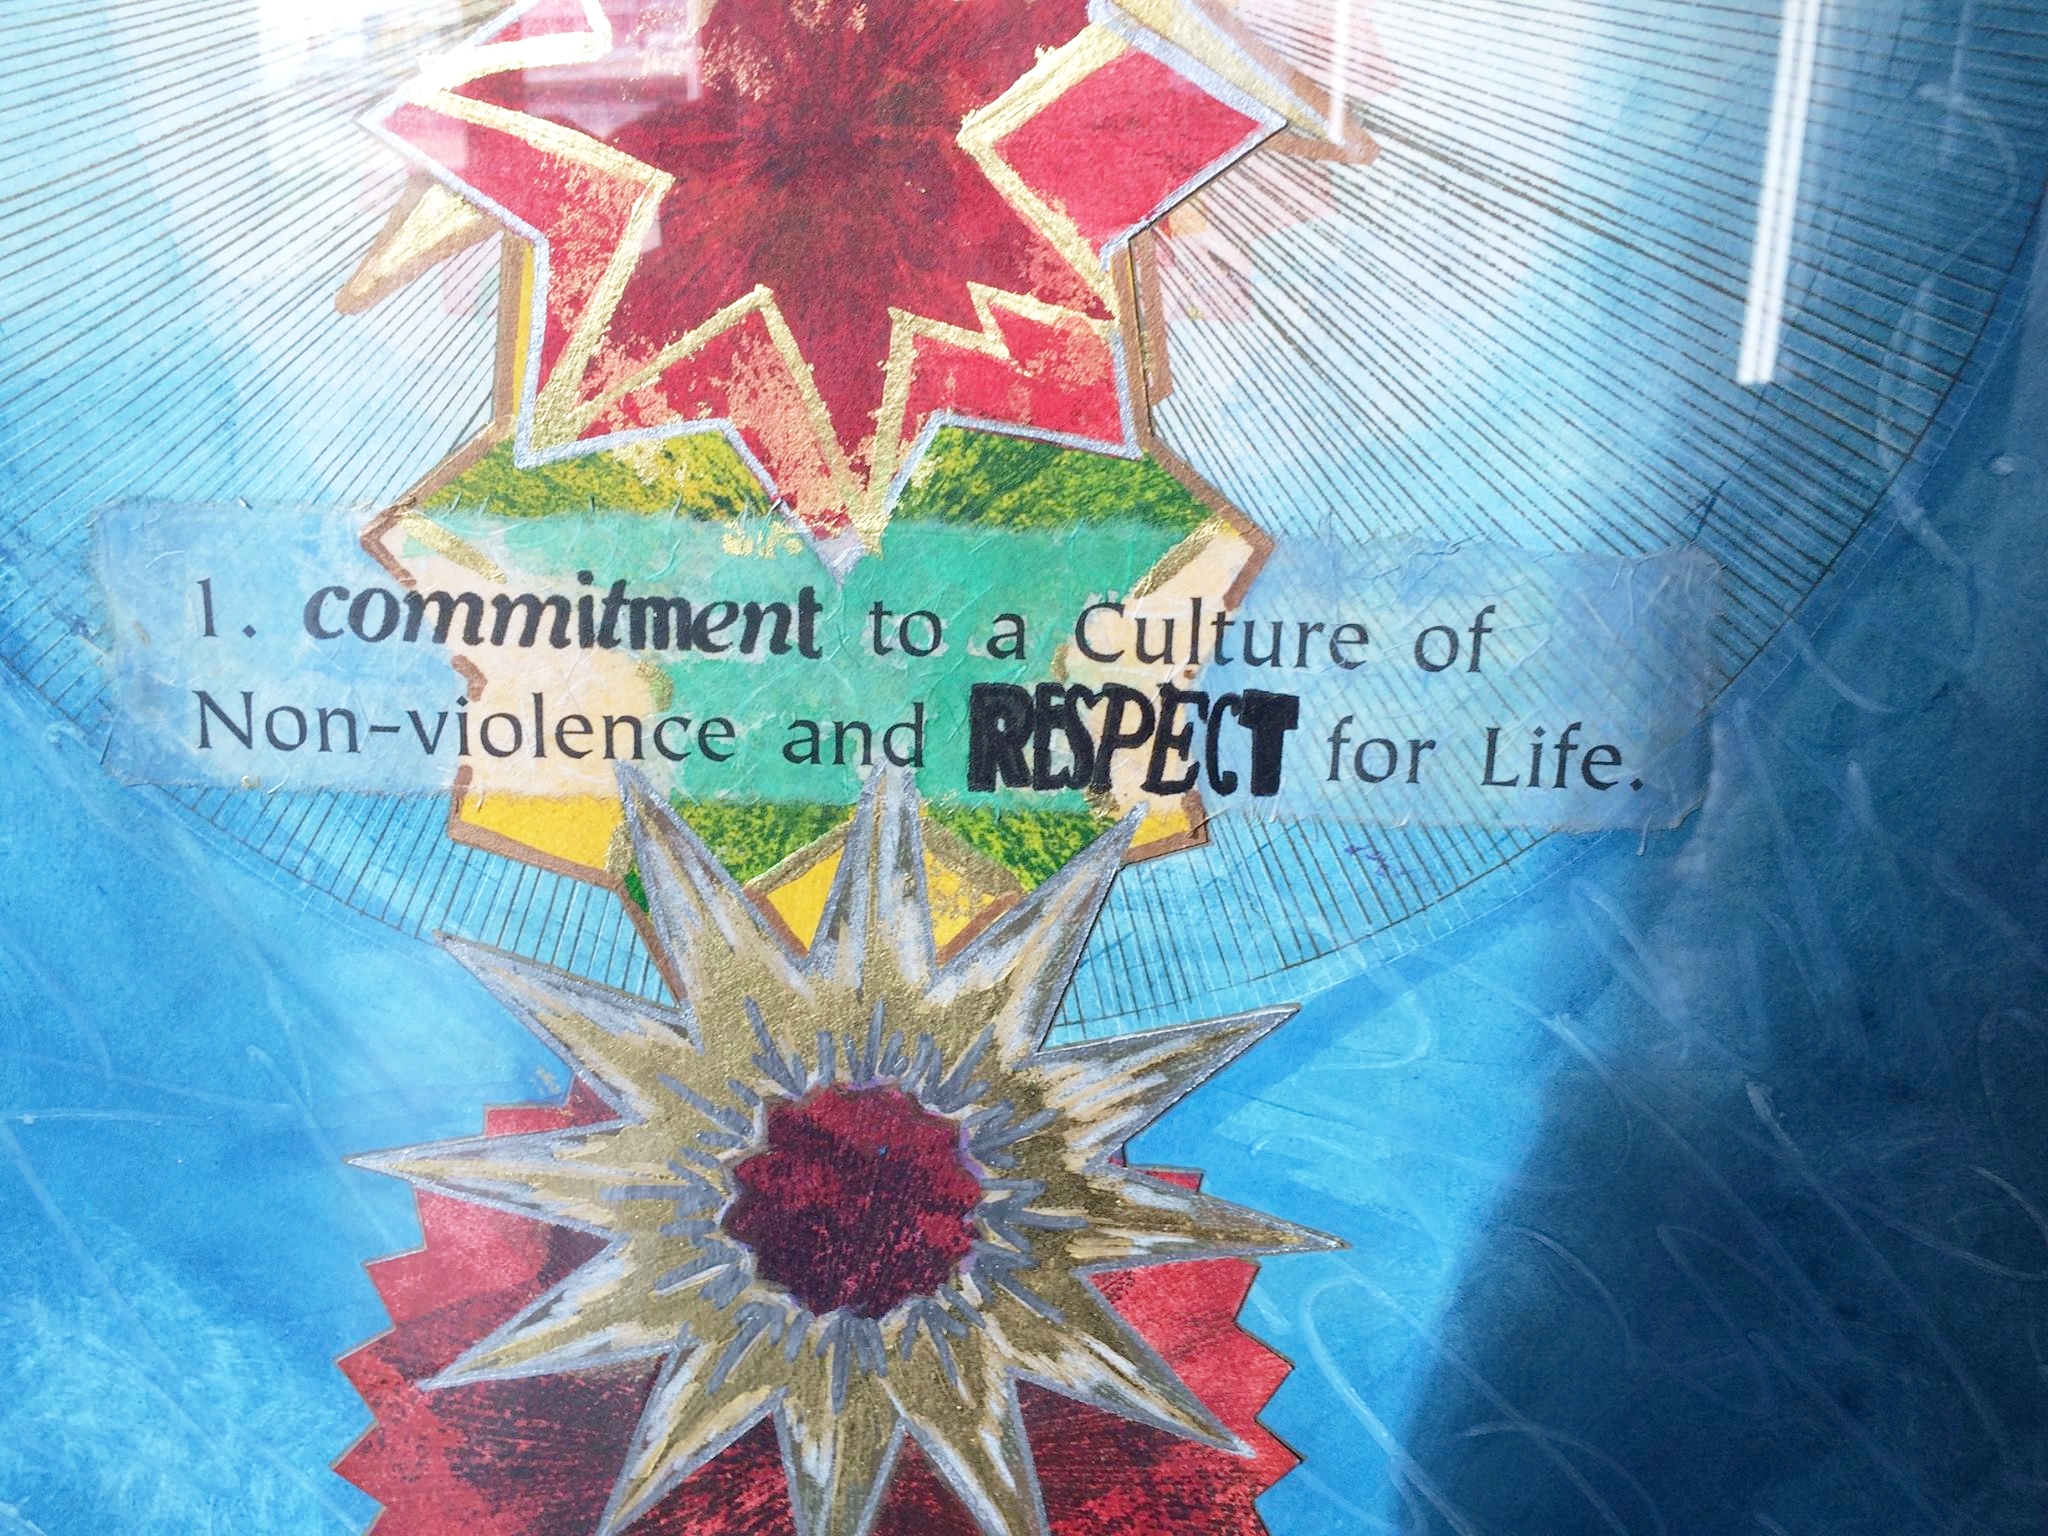 1. commitment to a Culture of
Non-violence and RESPECT for Life.